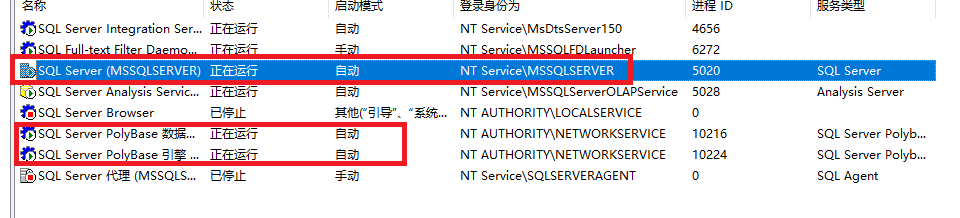 名称 状态 启动模式 登录身份为 进程 ID 服务类型
SQL Server Integration Ser... 正在运行 自动 NT Service\MsDtsServer150 4656
SQL Full-text Filter Daemo... 正在运行 手动 NT Service\MSSQLFDLauncher 6272
SQL Server (MSSQLSERVER) 正在运行 自动 NT Service\MSSQLSERVER 5020 SQL Server
SQL Server Analysis Servic... 正在运行 自动 NT Service\MSSQLServerOLAPService 5028 Analysis Server
SQL Server Browser 已停止 其他("引导"、"系统... NT AUTHORITY\LOCALSERVICE 0
SQL Server PolyBase 数据... 正在运行 自动 NT AUTHORITY\NETWORKSERVICE 10216 SQL Server Polyb...
SQL Server PolyBase 引擎 ... 正在运行 自动 NT AUTHORITY\NETWORKSERVICE 10224 SQL Server Polyb...
SQL Server 代理 (MSSQLS... 已停止 手动 NT Service\SQLSERVERAGENT 0 SQL Agent